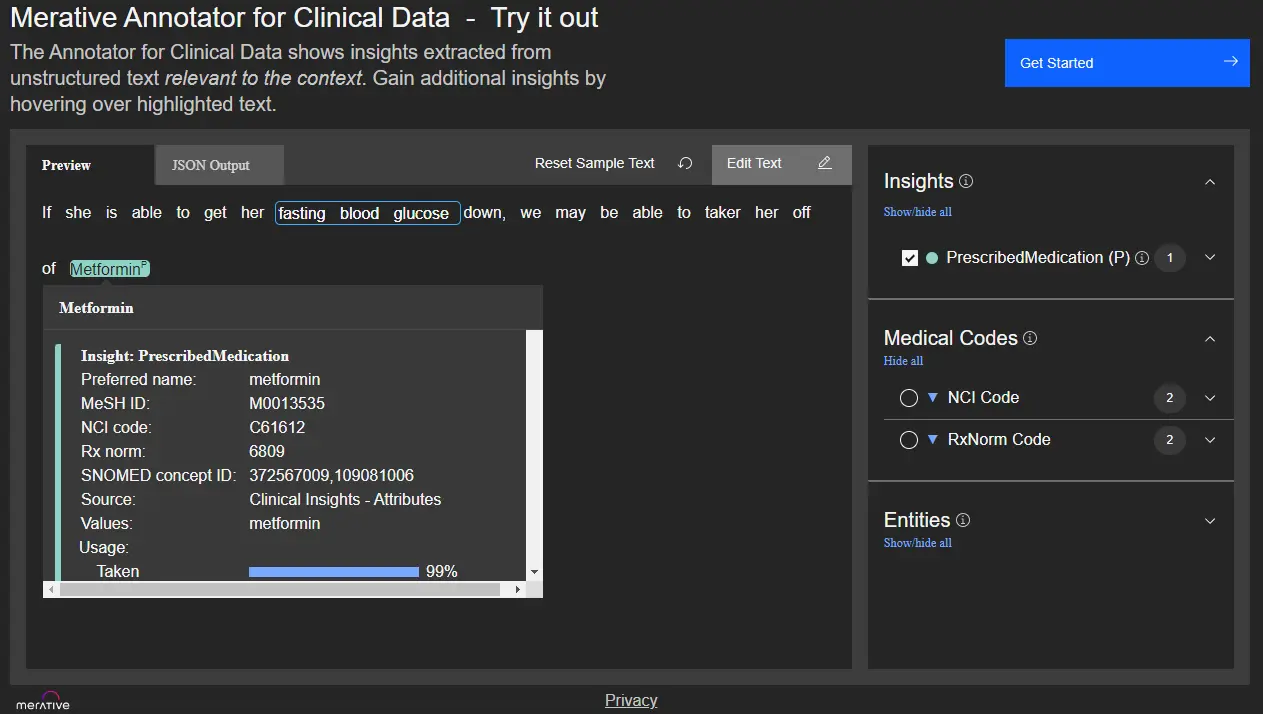 Merative Annotator for Clinical Data - Try it out
The Annotator for Clinical Data shows insights extracted from
unstructured text relevant to the context. Gain additional insights by
hovering over highlighted text.
Get Started
Preview
JSON Output
Reset Sample Text
Edit Text
If she is able to get her fasting blood glucose down, we may be able to taker her off
of Metformin P
Metformin
Insight: PrescribedMedication
Preferred name: metformin
MeSH ID: M0013535
NCI code: C61612
Rx norm: 6809
SNOMED concept ID: 372567009,109081006
Source: Clinical Insights - Attributes
Values: metformin
Usage:
Taken 99%
Insights
Show/hide all
PrescribedMedication (P) 1
Medical Codes
Hide all
NCI Code 2
RxNorm Code 2
Entities
Show/hide all
merative
Privacy